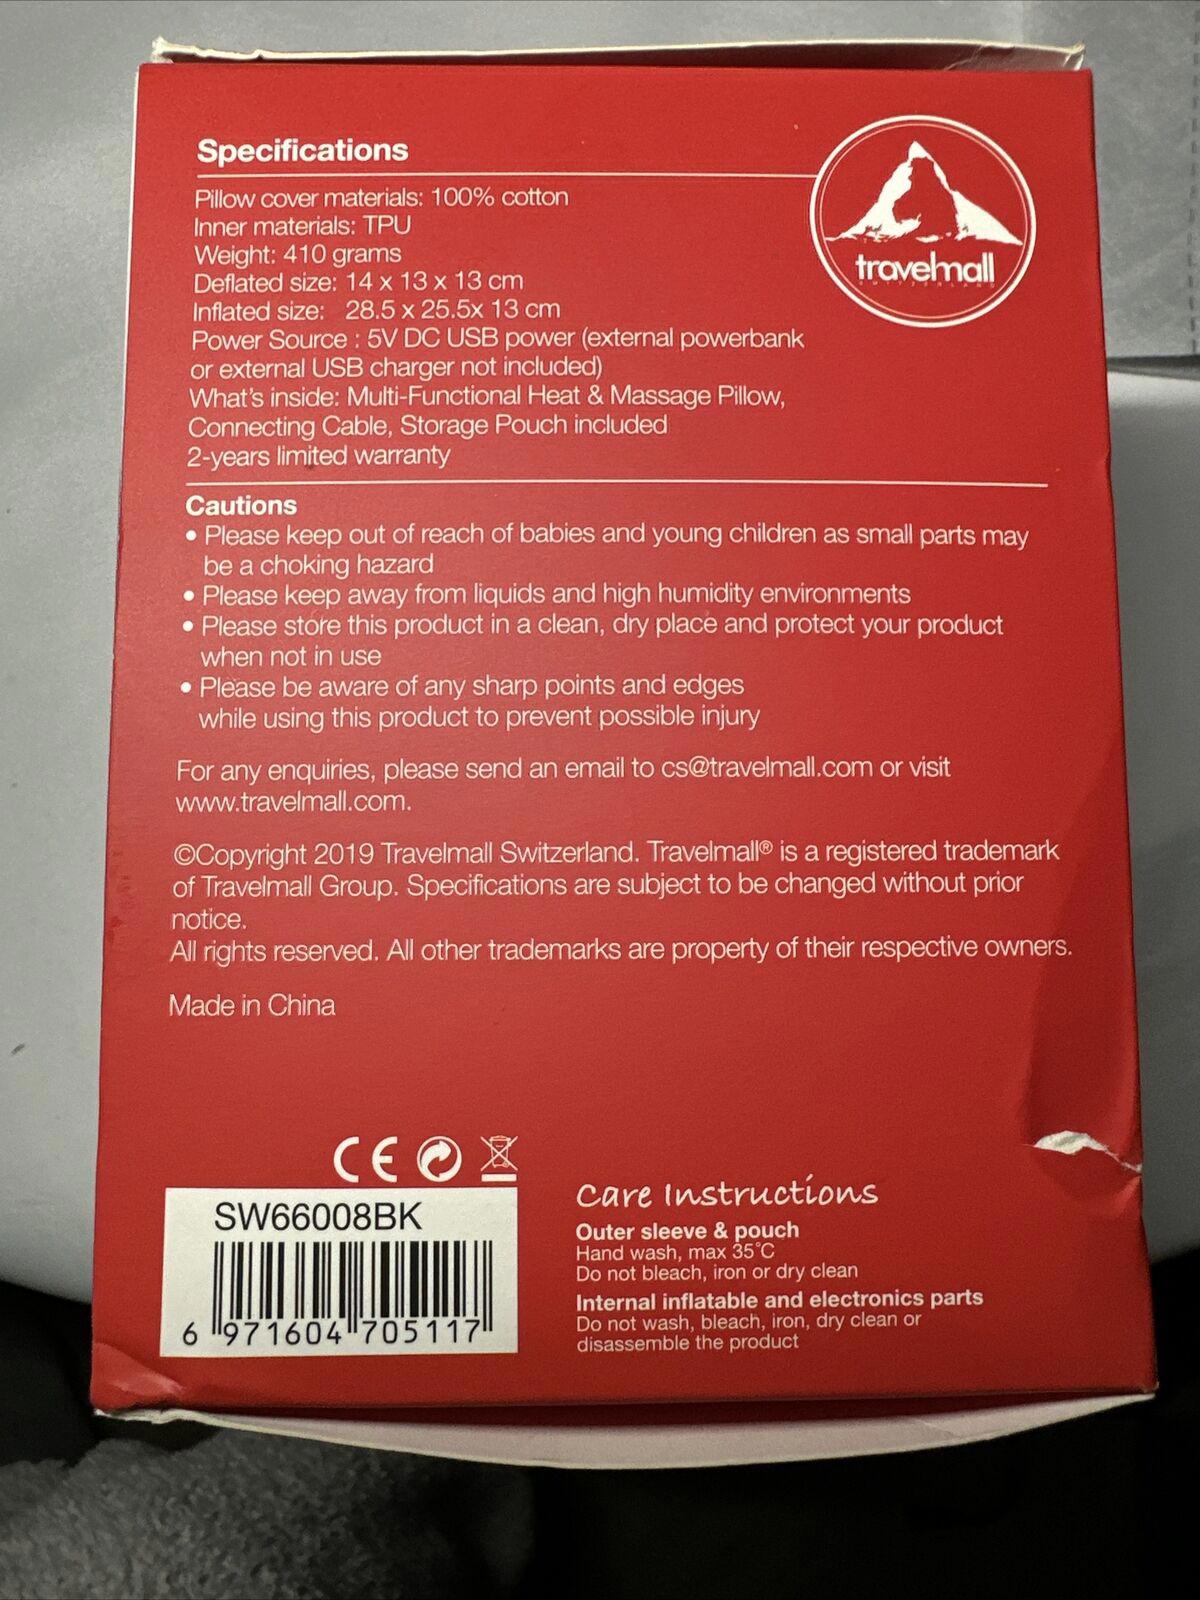 Specifications
Pillow cover materials: 100% cotton
Inner materials: TPU
Weight: 410 grams
Deflated size: 14 x 13 x 13 cm
Inflated size: 28.5 x 25.5x 13 cm
Power Source : 5V DC USB power (external powerbank
or external USB charger not included)
What's inside: Multi-Functional Heat & Massage Pillow,
Connecting Cable, Storage Pouch included
2-years limited warranty
travelmall
SWITZERLAND
Cautions
• Please keep out of reach of babies and young children as small parts may
be a choking hazard
• Please keep away from liquids and high humidity environments
• Please store this product in a clean, dry place and protect your product
when not in use
• Please be aware of any sharp points and edges
while using this product to prevent possible injury
For any enquiries, please send an email to cs@travelmall.com or visit
www.travelmall.com.
©Copyright 2019 Travelmall Switzerland. Travelmall® is a registered trademark
of Travelmall Group. Specifications are subject to be changed without prior
notice.
All rights reserved. All other trademarks are property of their respective owners.
Made in China
CE
SW66008BK
6 971604 705117
Care Instructions
Outer sleeve & pouch
Hand wash, max 35°C
Do not bleach, iron or dry clean
Internal inflatable and electronics parts
Do not wash, bleach, iron, dry clean or
disassemble the product